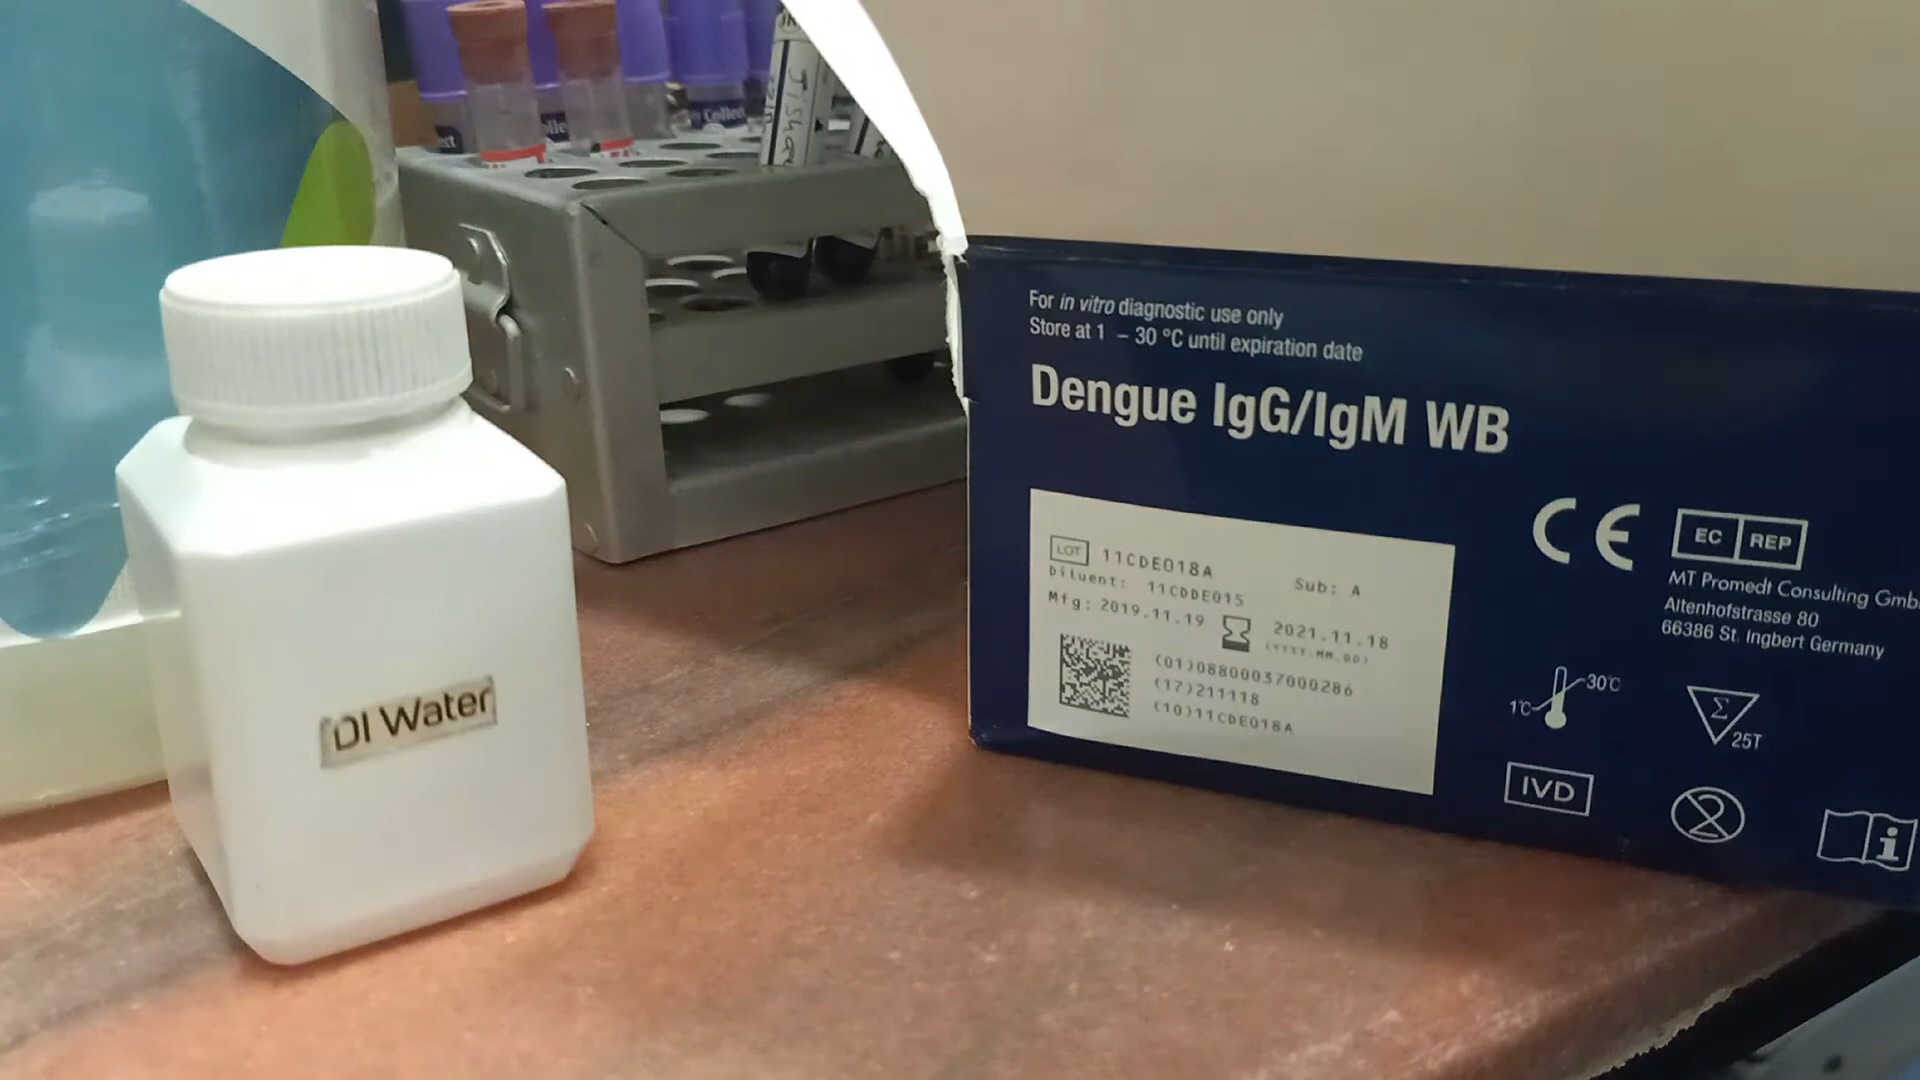 For in vitro diagnostic use only
Store at 1 – 30 °C until expiration date
Dengue IgG/IgM WB
LOT 11CDE018A Sub: A
Diluent: 11CDDE015
Mfg: 2019.11.19 2021.11.18
(YYYY.MM.DD)
(01)08800037000286
(17)211118
(10)11CDE018A
CE
EC REP
MT Promedt Consulting
Altenhofstrasse 80
66386 St. Ingbert Germany
1℃ 30℃
Σ
25T
IVD
2
i
DI Water
Collect